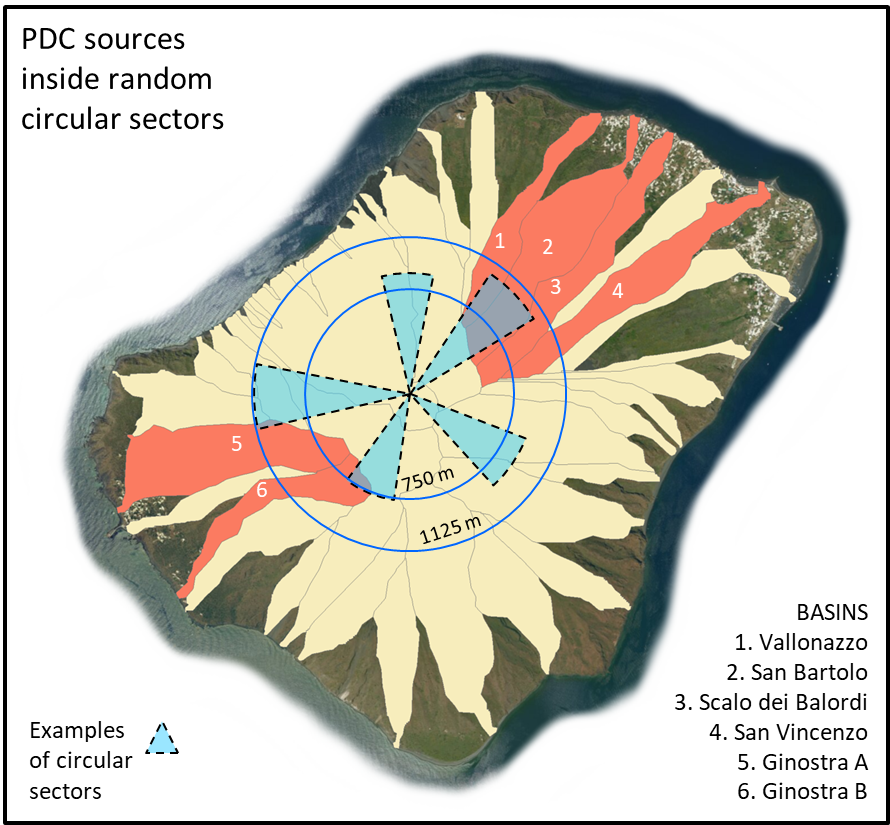 PDC sources
inside random
circular sectors
1
2
3
4
5
6
750 m
1125 m
BASINS
1. Vallonazzo
2. San Bartolo
3. Scalo dei Balordi
4. San Vincenzo
5. Ginostra A
6. Ginostra B
Examples
of circular
sectors